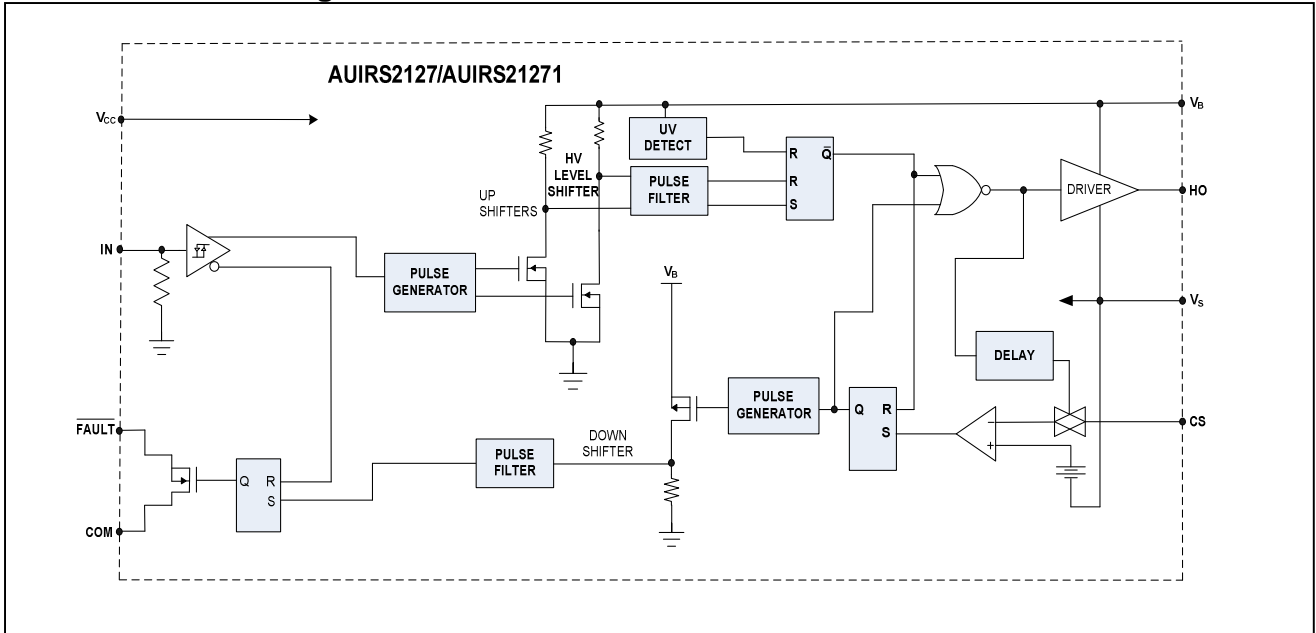 AUIRS2127/AUIRS21271
VCC
VB
UV
DETECT
R
Q̅
HV
LEVEL
SHIFTER
PULSE
FILTER
R
S
UP
SHIFTERS
DRIVER
HO
IN
PULSE
GENERATOR
VB
VS
DELAY
PULSE
GENERATOR
Q
R
S
-
+
CS
F̅A̅U̅L̅T̅
DOWN
SHIFTER
PULSE
FILTER
Q
R
S
COM